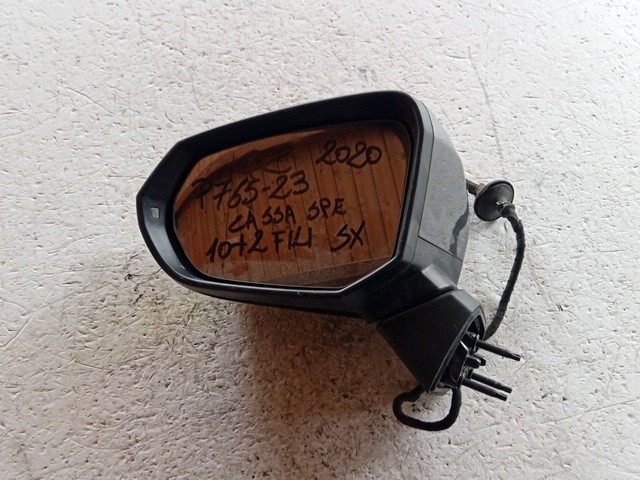 2020
P765-23
CASSA SPE
10+2 FILI SX